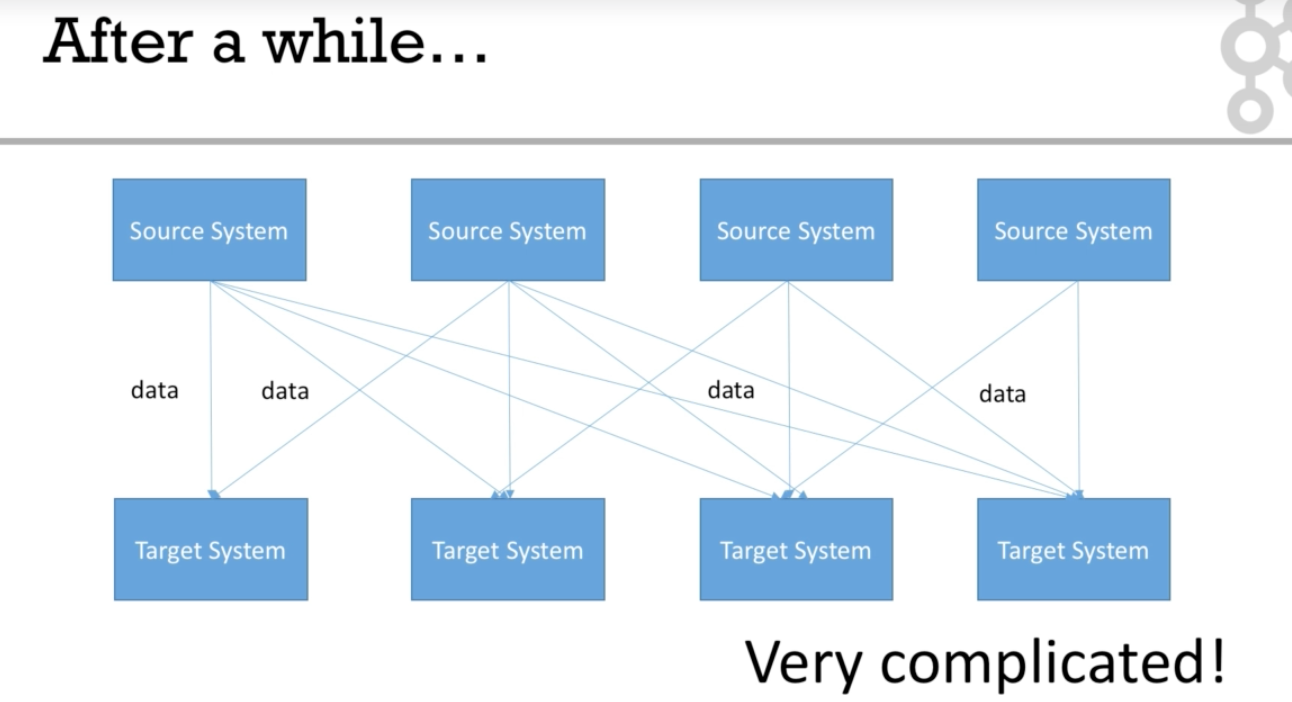 After a while...
Source System
Source System
Source System
Source System
data
data
data
data
Target System
Target System
Target System
Target System
Very complicated!